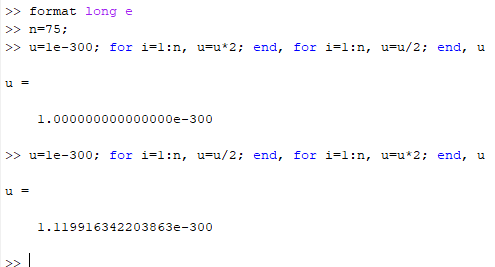 >> format long e
>> n=75;
>> u=1e-300; for i=1:n, u=u*2; end, for i=1:n, u=u/2; end, u
u =
1.000000000000000e-300
>> u=1e-300; for i=1:n, u=u/2; end, for i=1:n, u=u*2; end, u
u =
1.119916342203863e-300
>>